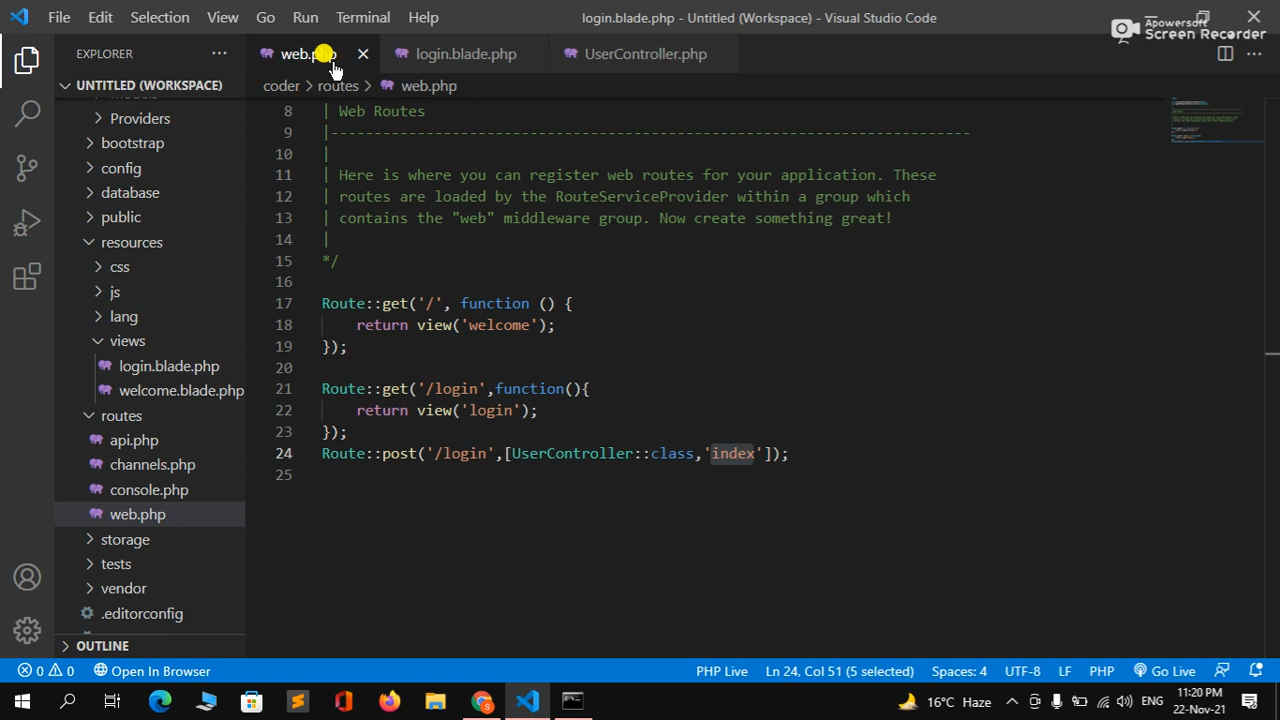 File Edit Selection View Go Run Terminal Help
login.blade.php - Untitled (Workspace) - Visual Studio Code
Apowersoft
Screen Recorder
EXPLORER
web.php
login.blade.php
UserController.php
UNTITLED (WORKSPACE)
coder > routes > web.php
Providers
bootstrap
config
database
public
resources
css
js
lang
views
login.blade.php
welcome.blade.php
routes
api.php
channels.php
console.php
web.php
storage
tests
vendor
.editorconfig
OUTLINE
8 | Web Routes
9 |--------------------------------------------------------------------------
10 |
11 | Here is where you can register web routes for your application. These
12 | routes are loaded by the RouteServiceProvider within a group which
13 | contains the "web" middleware group. Now create something great!
14 |
15 */
16
17 Route::get('/', function () {
18 return view('welcome');
19 });
20
21 Route::get('/login',function(){
22 return view('login');
23 });
24 Route::post('/login',[UserController::class,'index']);
25
0 0 Open In Browser
PHP Live Ln 24, Col 51 (5 selected) Spaces: 4 UTF-8 LF PHP Go Live
16°C Haze ENG
11:20 PM
22-Nov-21